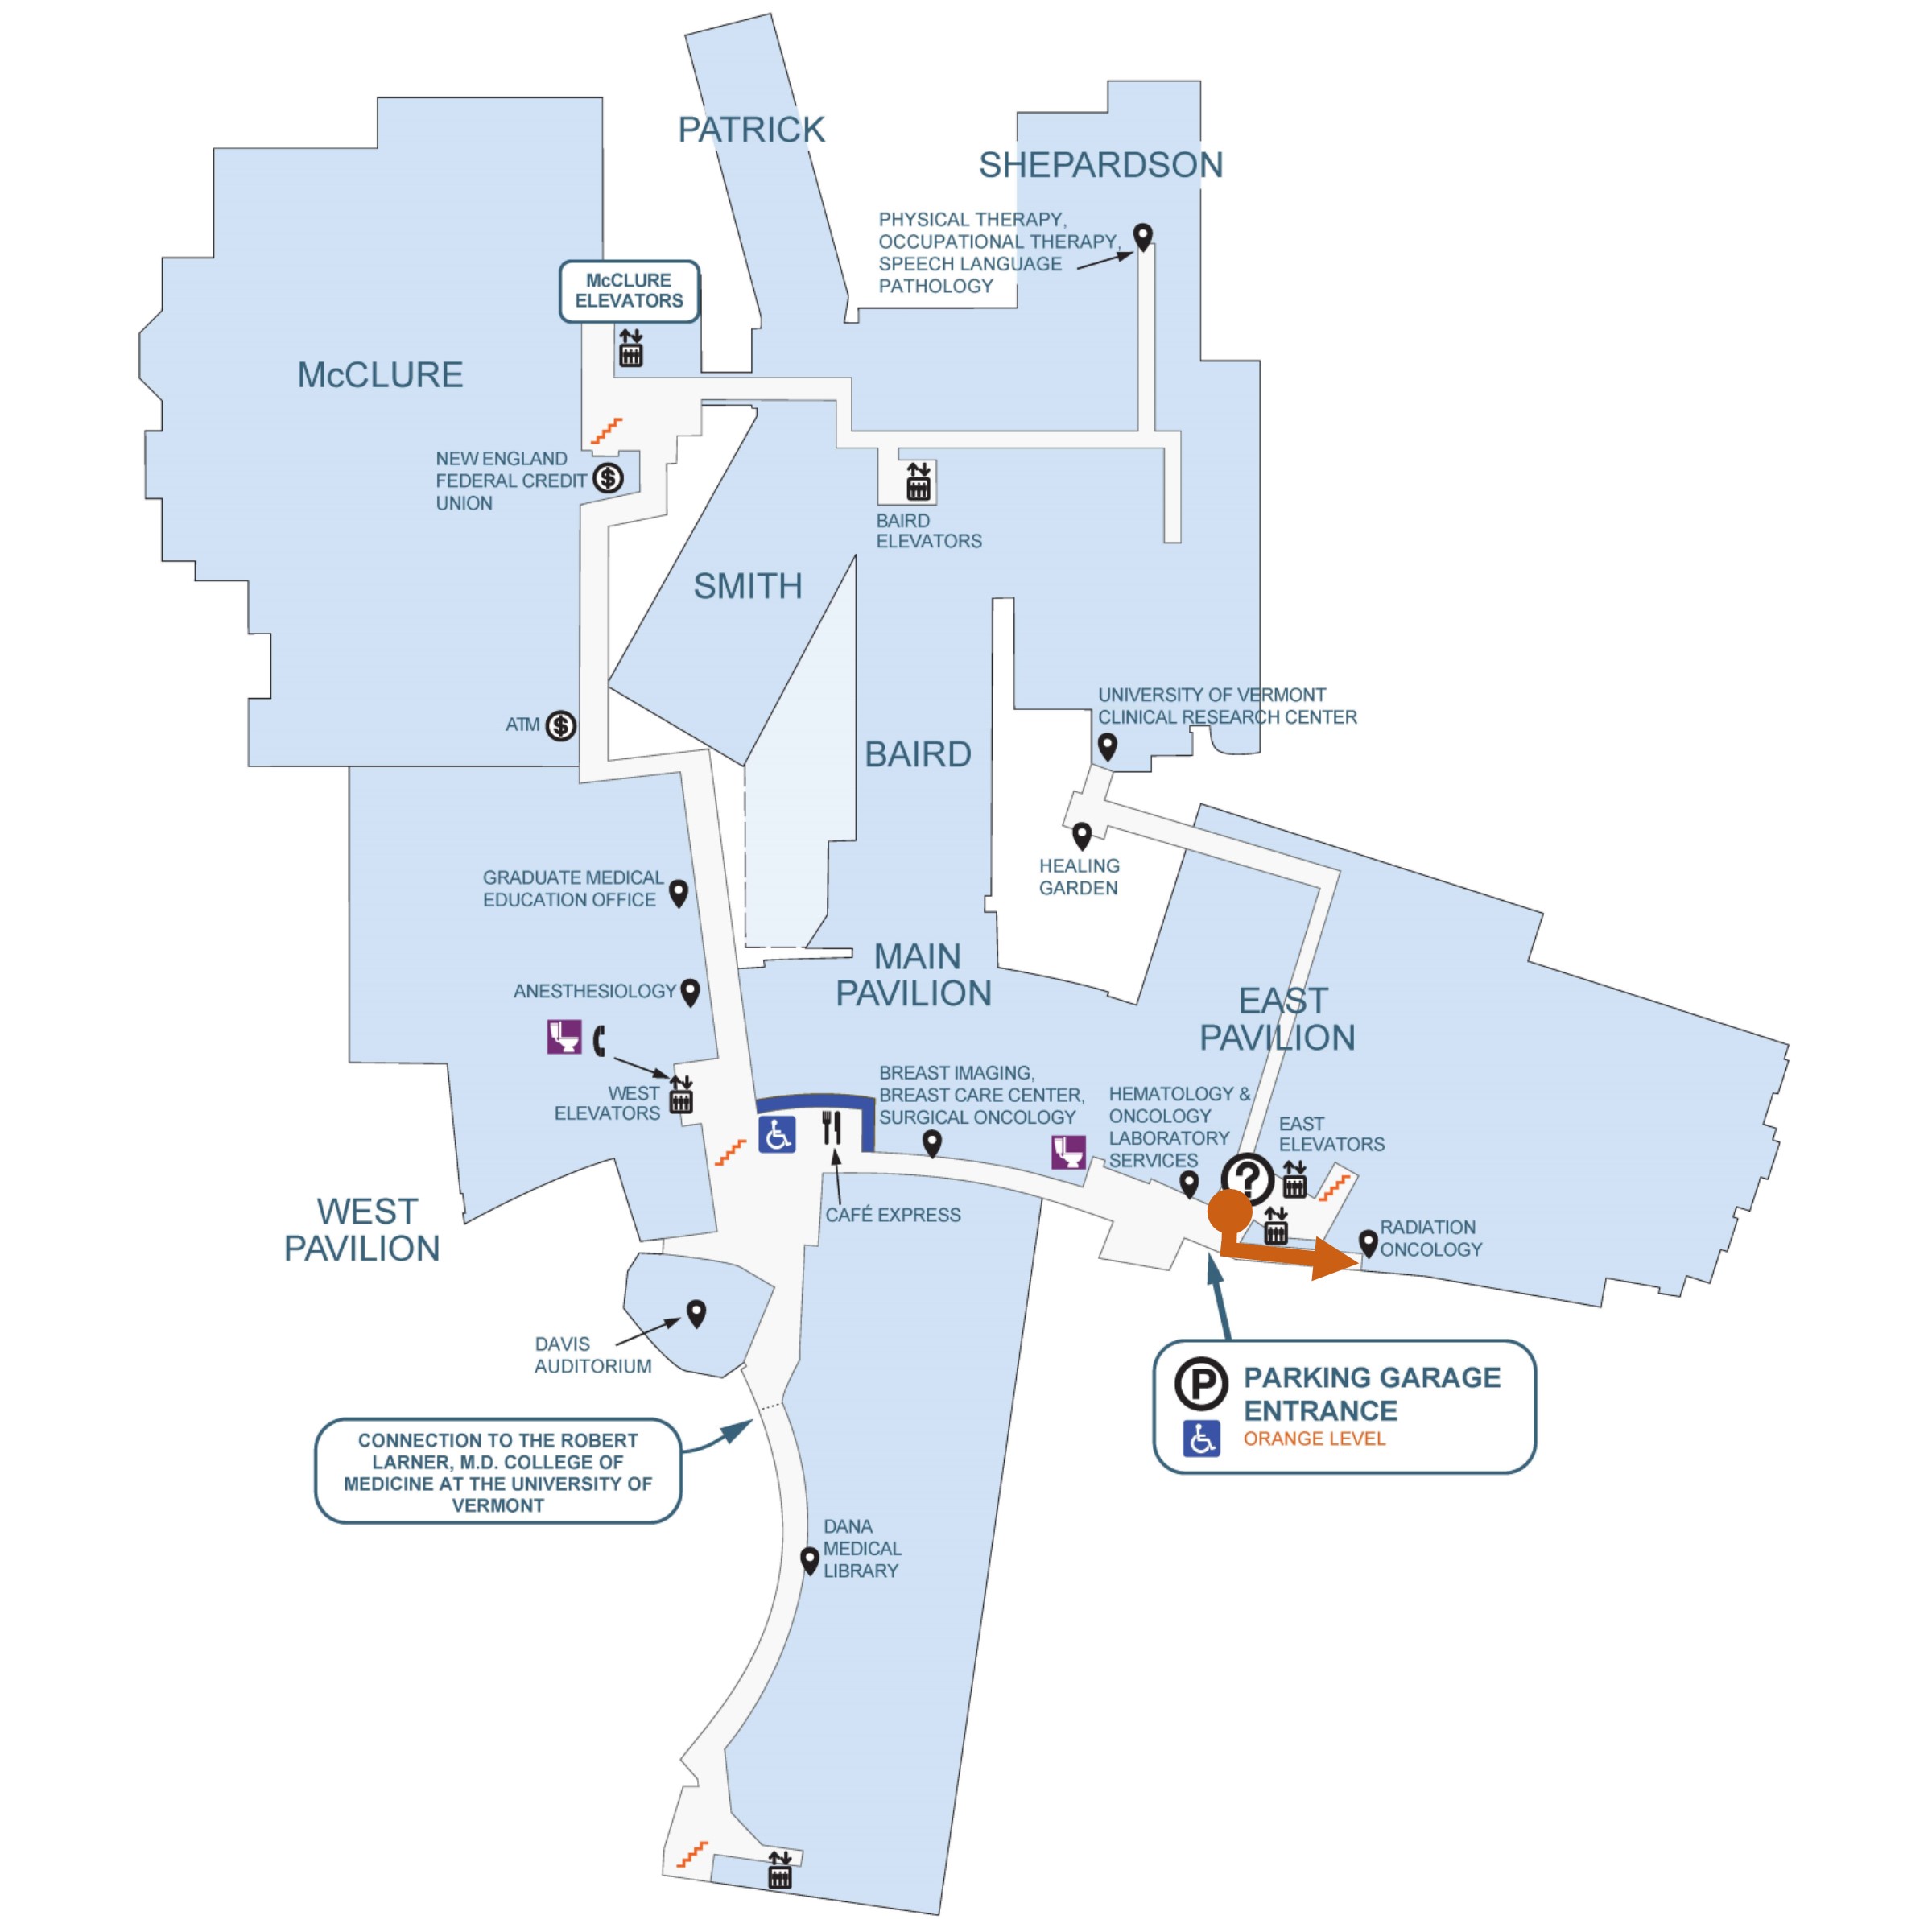 PATRICK
SHEPARDSON
PHYSICAL THERAPY,
OCCUPATIONAL THERAPY,
SPEECH LANGUAGE
PATHOLOGY
McCLURE
ELEVATORS
McCLURE
NEW ENGLAND
FEDERAL CREDIT
UNION
$
BAIRD
ELEVATORS
SMITH
UNIVERSITY OF VERMONT
CLINICAL RESEARCH CENTER
ATM
$
BAIRD
HEALING
GARDEN
GRADUATE MEDICAL
EDUCATION OFFICE
MAIN
PAVILION
ANESTHESIOLOGY
EAST
PAVILION
WEST
ELEVATORS
BREAST IMAGING,
BREAST CARE CENTER,
SURGICAL ONCOLOGY
HEMATOLOGY &
ONCOLOGY
LABORATORY
SERVICES
EAST
ELEVATORS
?
CAFÉ EXPRESS
WEST
PAVILION
RADIATION
ONCOLOGY
DAVIS
AUDITORIUM
P
PARKING GARAGE
ENTRANCE
ORANGE LEVEL
CONNECTION TO THE ROBERT
LARNER, M.D. COLLEGE OF
MEDICINE AT THE UNIVERSITY OF
VERMONT
DANA
MEDICAL
LIBRARY